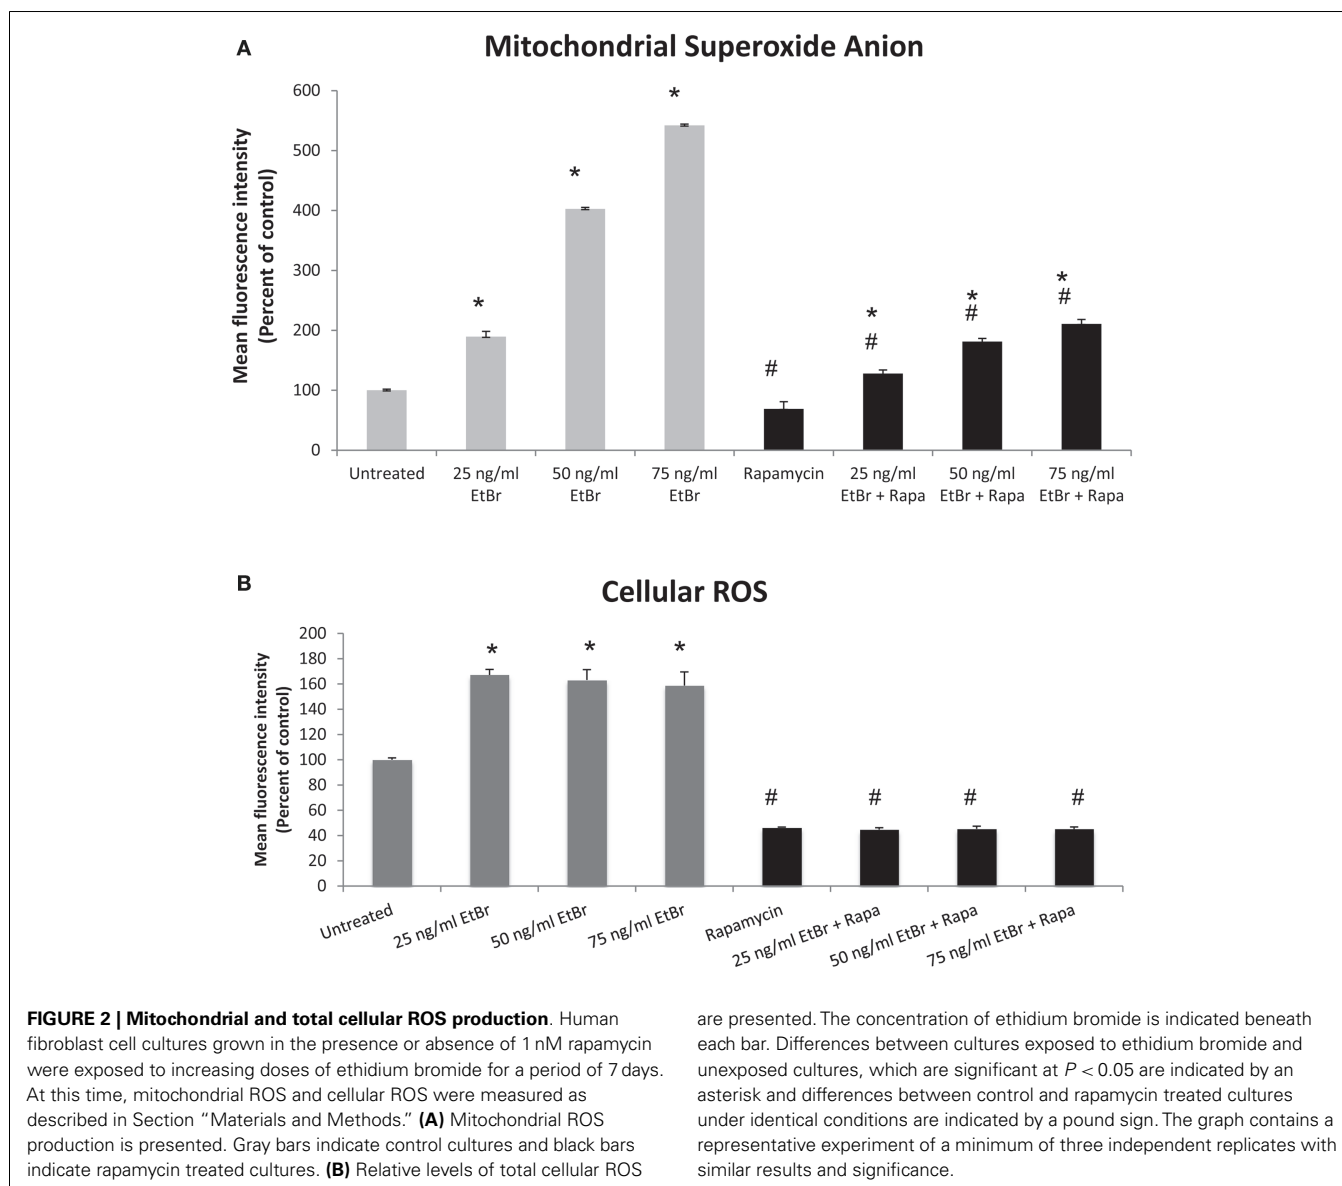 A
Mitochondrial Superoxide Anion
Mean fluorescence intensity
(Percent of control)
600
500
400
300
200
100
0
*
*
*
*
#
*
#
*
#
*
#
Untreated
25 ng/ml
EtBr
50 ng/ml
EtBr
75 ng/ml
EtBr
Rapamycin
25 ng/ml
EtBr + Rapa
50 ng/ml
EtBr + Rapa
75 ng/ml
EtBr + Rapa
B
Cellular ROS
Mean fluorescence intensity
(Percent of control)
200
180
160
140
120
100
80
60
40
20
0
*
*
*
#
#
#
#
Untreated
25 ng/ml EtBr
50 ng/ml EtBr
75 ng/ml EtBr
Rapamycin
25 ng/ml EtBr + Rapa
50 ng/ml EtBr + Rapa
75 ng/ml EtBr + Rapa
FIGURE 2 | Mitochondrial and total cellular ROS production. Human
fibroblast cell cultures grown in the presence or absence of 1 nM rapamycin
were exposed to increasing doses of ethidium bromide for a period of 7 days.
At this time, mitochondrial ROS and cellular ROS were measured as
described in Section “Materials and Methods.” (A) Mitochondrial ROS
production is presented. Gray bars indicate control cultures and black bars
indicate rapamycin treated cultures. (B) Relative levels of total cellular ROS
are presented. The concentration of ethidium bromide is indicated beneath
each bar. Differences between cultures exposed to ethidium bromide and
unexposed cultures, which are significant at P < 0.05 are indicated by an
asterisk and differences between control and rapamycin treated cultures
under identical conditions are indicated by a pound sign. The graph contains a
representative experiment of a minimum of three independent replicates with
similar results and significance.